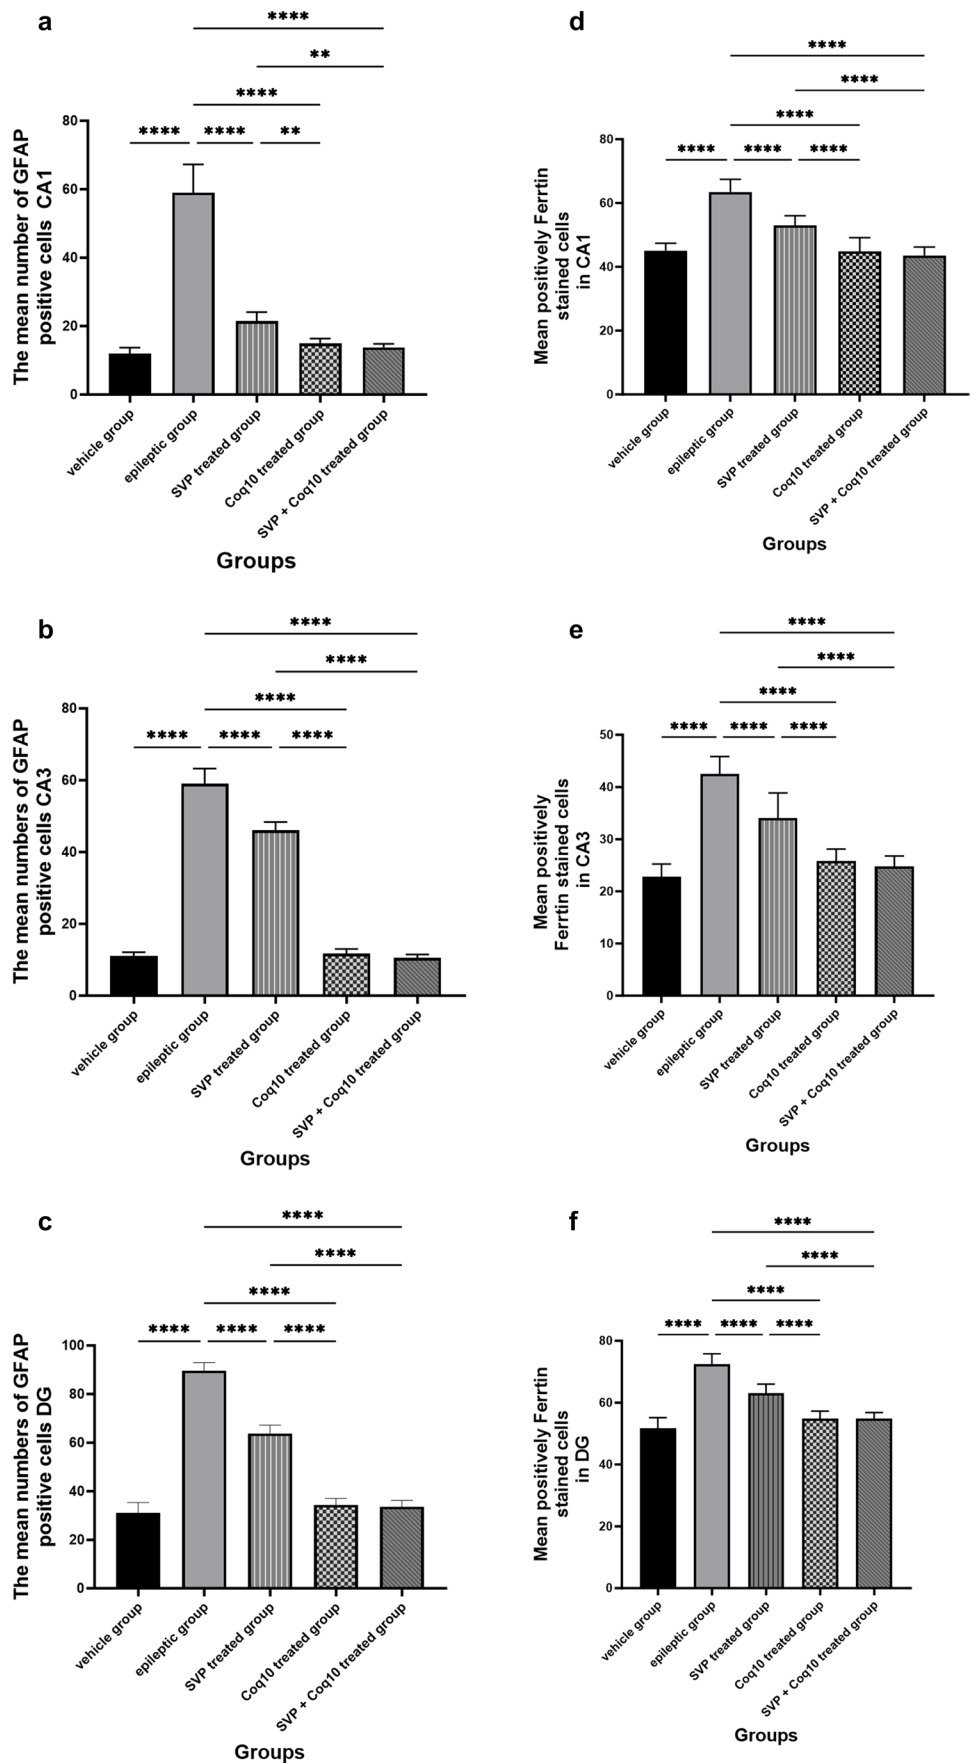 a
****
**
****
**** **** **
The mean number of GFAP
positive cells CA1
80
60
40
20
0
vehicle group
epileptic group
SVP treated group
Coq10 treated group
SVP + Coq10 treated group
Groups
d
****
****
****
**** **** ****
Mean positively Ferrtin
stained cells
in CA1
80
60
40
20
0
vehicle group
epileptic group
SVP treated group
Coq10 treated group
SVP + Coq10 treated group
Groups
b
****
****
****
**** **** ****
The mean numbers of GFAP
positive cells CA3
80
60
40
20
0
vehicle group
epileptic group
SVP treated group
Coq10 treated group
SVP + Coq10 treated group
Groups
e
****
****
****
**** **** ****
Mean positively
Ferrtin stained cells
in CA3
50
40
30
20
10
0
vehicle group
epileptic group
SVP treated group
Coq10 treated group
SVP + Coq10 treated group
Groups
c
****
****
****
**** **** ****
The mean numbers of GFAP
positive cells DG
100
80
60
40
20
0
vehicle group
epileptic group
SVP treated group
Coq10 treated group
SVP + Coq10 treated group
Groups
f
****
****
****
**** **** ****
Mean positively Ferrtin
stained cells
in DG
80
60
40
20
0
vehicle group
epileptic group
SVP treated group
Coq10 treated group
SVP + Coq10 treated group
Groups